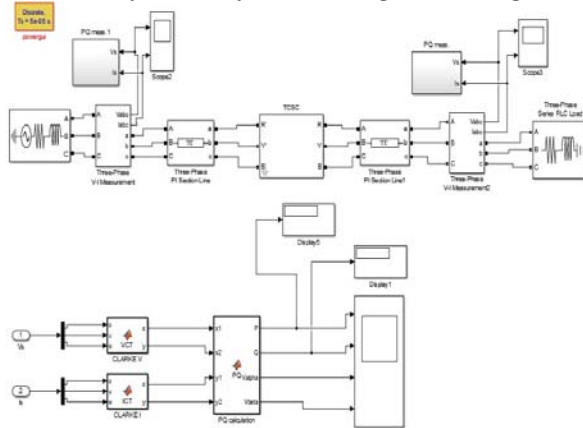 Discrete,
Ts = 5e-05 s.
powergui
PQ meas. 1
Vs
Is
Scope2
PQ meas.
Vs
Is
Scope3
A
B
C
A
B
C
Vabc
Iabc
a
b
c
Three-Phase
V-I Measurement
A
B
C
a
b
c
Three-Phase
PI Section Line
TCSC
R'
Y'
B'
R
Y
B
A
B
C
a
b
c
Three-Phase
PI Section Line1
A
B
C
Vabc
Iabc
a
b
c
Three-Phase
V-I Measurement2
Three-Phase
Series RLC Load
A
B
C
Display5
Display1
1
Vs
VCT
x
y
CLARKE V
2
Is
ICT
x
y
CLARKE I
x1
x2
y1
y2
PQ
P
Q
Valpha
Vbeta
PQ calculation